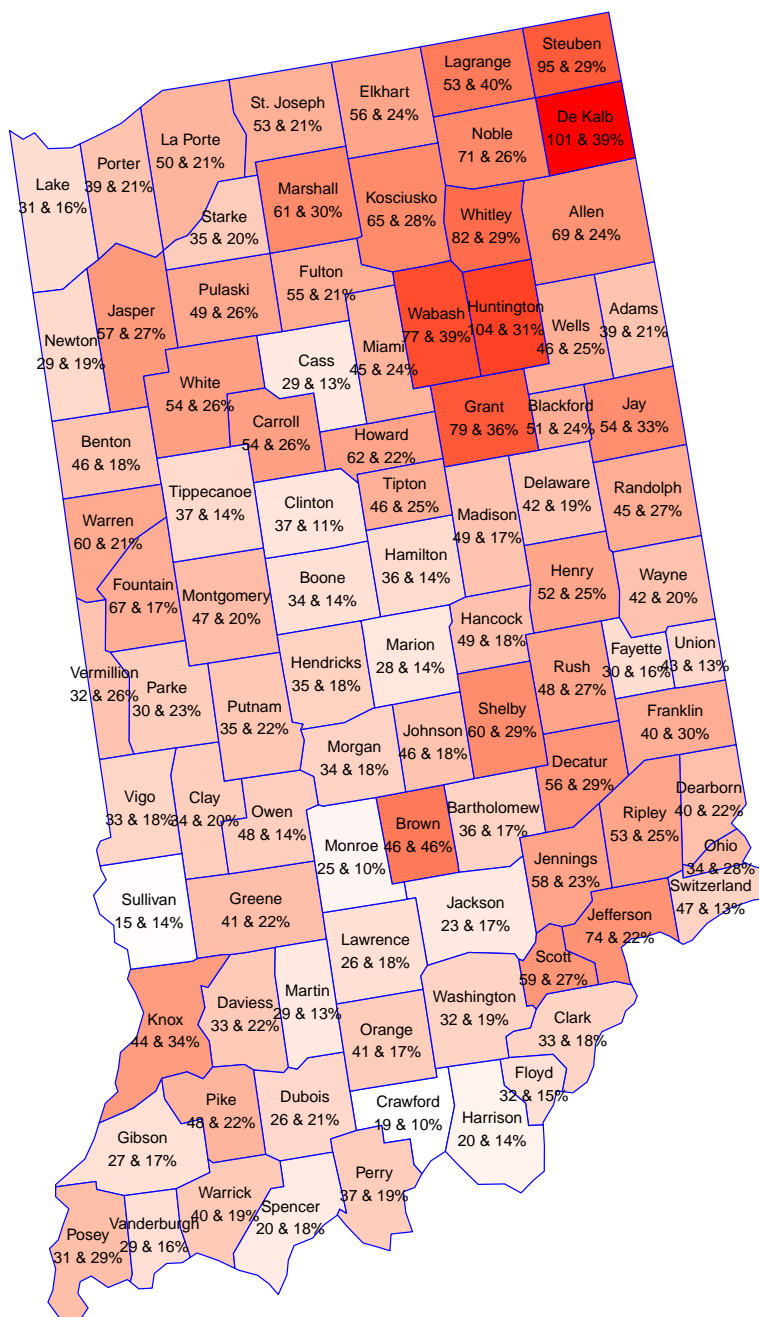 Steuben
95 & 29%
Lagrange
53 & 40%
Elkhart
56 & 24%
St. Joseph
53 & 21%
La Porte
50 & 21%
Porter
39 & 21%
Lake
31 & 16%
De Kalb
101 & 39%
Noble
71 & 26%
Marshall
61 & 30%
Kosciusko
65 & 28%
Starke
35 & 20%
Whitley
82 & 29%
Allen
69 & 24%
Fulton
55 & 21%
Pulaski
49 & 26%
Jasper
57 & 27%
Newton
29 & 19%
Wabash
77 & 39%
Huntington
104 & 31%
Wells
46 & 25%
Adams
39 & 21%
Miami
45 & 24%
Cass
29 & 13%
White
54 & 26%
Carroll
54 & 26%
Grant
79 & 36%
Blackford
51 & 24%
Jay
54 & 33%
Benton
46 & 18%
Howard
62 & 22%
Tipton
46 & 25%
Tippecanoe
37 & 14%
Clinton
37 & 11%
Madison
49 & 17%
Delaware
42 & 19%
Randolph
45 & 27%
Warren
60 & 21%
Fountain
67 & 17%
Montgomery
47 & 20%
Boone
34 & 14%
Hamilton
36 & 14%
Henry
52 & 25%
Wayne
42 & 20%
Hancock
49 & 18%
Marion
28 & 14%
Hendricks
35 & 18%
Vermillion
32 & 26%
Parke
30 & 23%
Putnam
35 & 22%
Rush
48 & 27%
Fayette
30 & 16%
Union
43 & 13%
Shelby
60 & 29%
Franklin
40 & 30%
Johnson
46 & 18%
Morgan
34 & 18%
Decatur
56 & 29%
Dearborn
40 & 22%
Vigo
33 & 18%
Clay
34 & 20%
Owen
48 & 14%
Monroe
25 & 10%
Brown
46 & 46%
Bartholomew
36 & 17%
Ripley
53 & 25%
Ohio
34 & 28%
Jennings
58 & 23%
Switzerland
47 & 13%
Sullivan
15 & 14%
Greene
41 & 22%
Jackson
23 & 17%
Jefferson
74 & 22%
Lawrence
26 & 18%
Scott
59 & 27%
Knox
44 & 34%
Daviess
33 & 22%
Martin
29 & 13%
Washington
32 & 19%
Orange
41 & 17%
Clark
33 & 18%
Floyd
32 & 15%
Pike
48 & 22%
Dubois
26 & 21%
Crawford
19 & 10%
Harrison
20 & 14%
Gibson
27 & 17%
Perry
37 & 19%
Warrick
40 & 19%
Spencer
20 & 18%
Vanderburgh
29 & 16%
Posey
31 & 29%